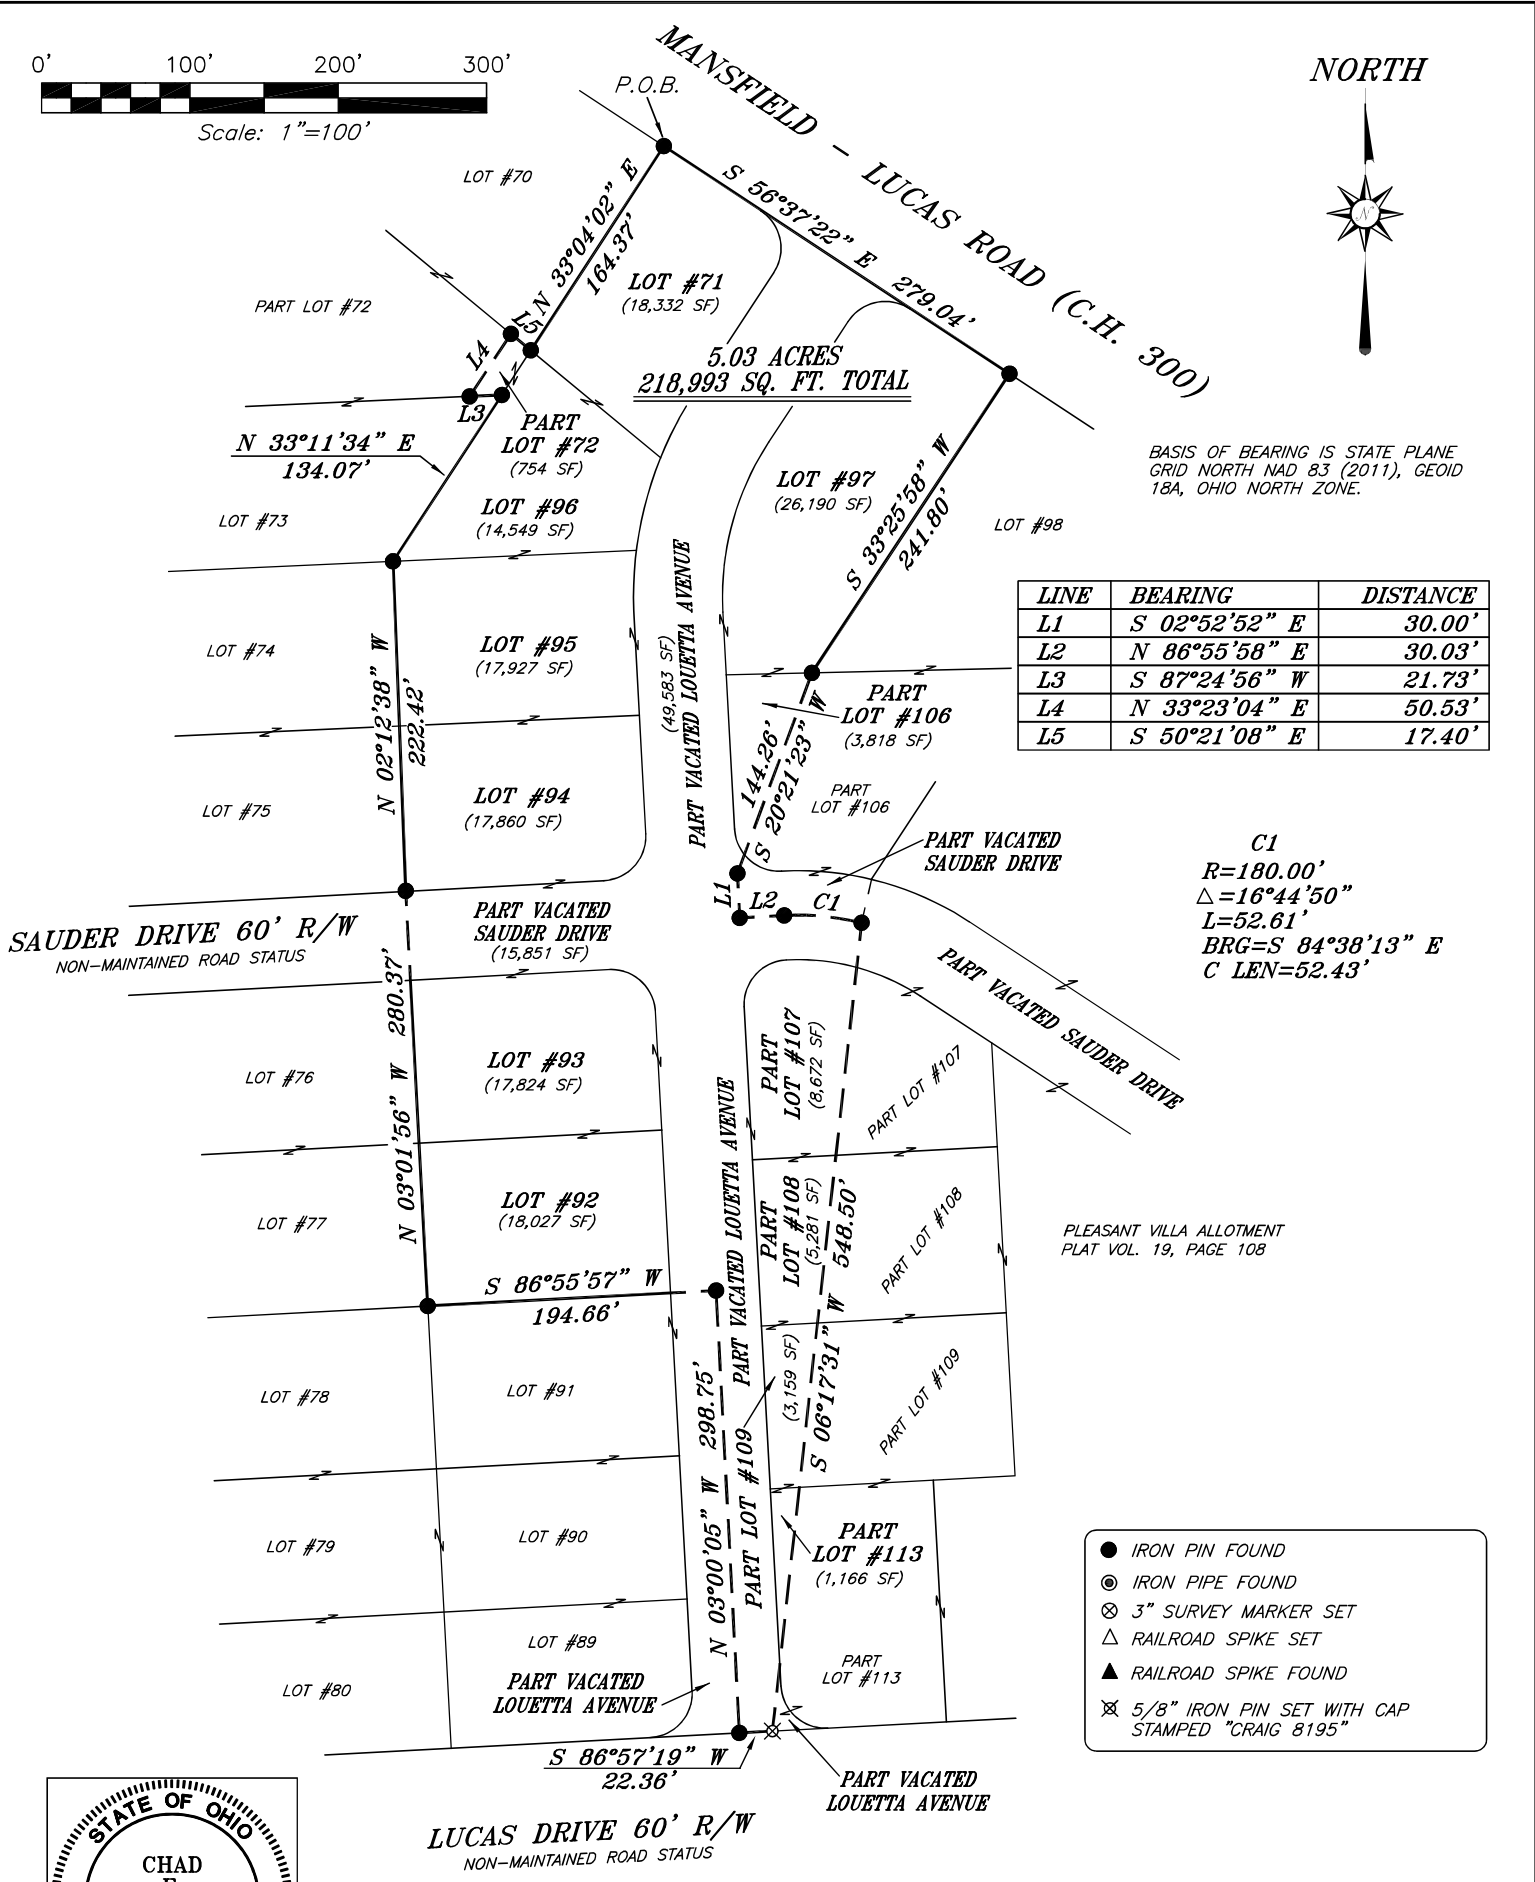 0' 100' 200' 300'
Scale: 1"=100'
P.O.B.
MANSFIELD - LUCAS ROAD (C.H. 300)
NORTH
N
LOT #70
N 33°04'02" E
164.37'
S 56°37'22" E 279.04'
LOT #71
(18,332 SF)
PART LOT #72
L4
L5
L3
5.03 ACRES
218,993 SQ. FT. TOTAL
PART
LOT #72
(754 SF)
N 33°11'34" E
134.07'
LOT #96
(14,549 SF)
LOT #97
(26,190 SF)
S 33°25'58" W
241.80'
LOT #98
BASIS OF BEARING IS STATE PLANE
GRID NORTH NAD 83 (2011), GEOID
18A, OHIO NORTH ZONE.
LOT #73
LINE BEARING DISTANCE
L1 S 02°52'52" E 30.00'
L2 N 86°55'58" E 30.03'
L3 S 87°24'56" W 21.73'
L4 N 33°23'04" E 50.53'
L5 S 50°21'08" E 17.40'
LOT #74
N 02°12'38" W
222.42'
LOT #95
(17,927 SF)
(49,583 SF)
PART VACATED LOUETTA AVENUE
PART
LOT #106
(3,818 SF)
144.26'
S 20°21'23" W
LOT #75
LOT #94
(17,860 SF)
PART
LOT #106
PART VACATED
SAUDER DRIVE
C1
R=180.00'
△=16°44'50"
L=52.61'
BRG=S 84°38'13" E
C LEN=52.43'
L1
L2
C1
SAUDER DRIVE 60' R/W
NON-MAINTAINED ROAD STATUS
PART VACATED
SAUDER DRIVE
(15,851 SF)
PART VACATED SAUDER DRIVE
N 03°01'56" W 280.37'
LOT #76
LOT #93
(17,824 SF)
PART
LOT #107
(8,672 SF)
PART LOT #107
LOT #77
LOT #92
(18,027 SF)
PART VACATED LOUETTA AVENUE
PART
LOT #108
(5,281 SF)
S 06°17'31" W 548.50'
PART LOT #108
PLEASANT VILLA ALLOTMENT
PLAT VOL. 19, PAGE 108
S 86°55'57" W
194.66'
LOT #78
LOT #91
N 03°00'05" W 298.75'
PART LOT #109
(3,159 SF)
PART LOT #109
LOT #79
LOT #90
PART
LOT #113
(1,166 SF)
LOT #80
LOT #89
PART VACATED
LOUETTA AVENUE
PART
LOT #113
IRON PIN FOUND
IRON PIPE FOUND
3" SURVEY MARKER SET
RAILROAD SPIKE SET
RAILROAD SPIKE FOUND
5/8" IRON PIN SET WITH CAP
STAMPED "CRAIG 8195"
S 86°57'19" W
22.36'
PART VACATED
LOUETTA AVENUE
LUCAS DRIVE 60' R/W
NON-MAINTAINED ROAD STATUS
STATE OF OHIO
CHAD